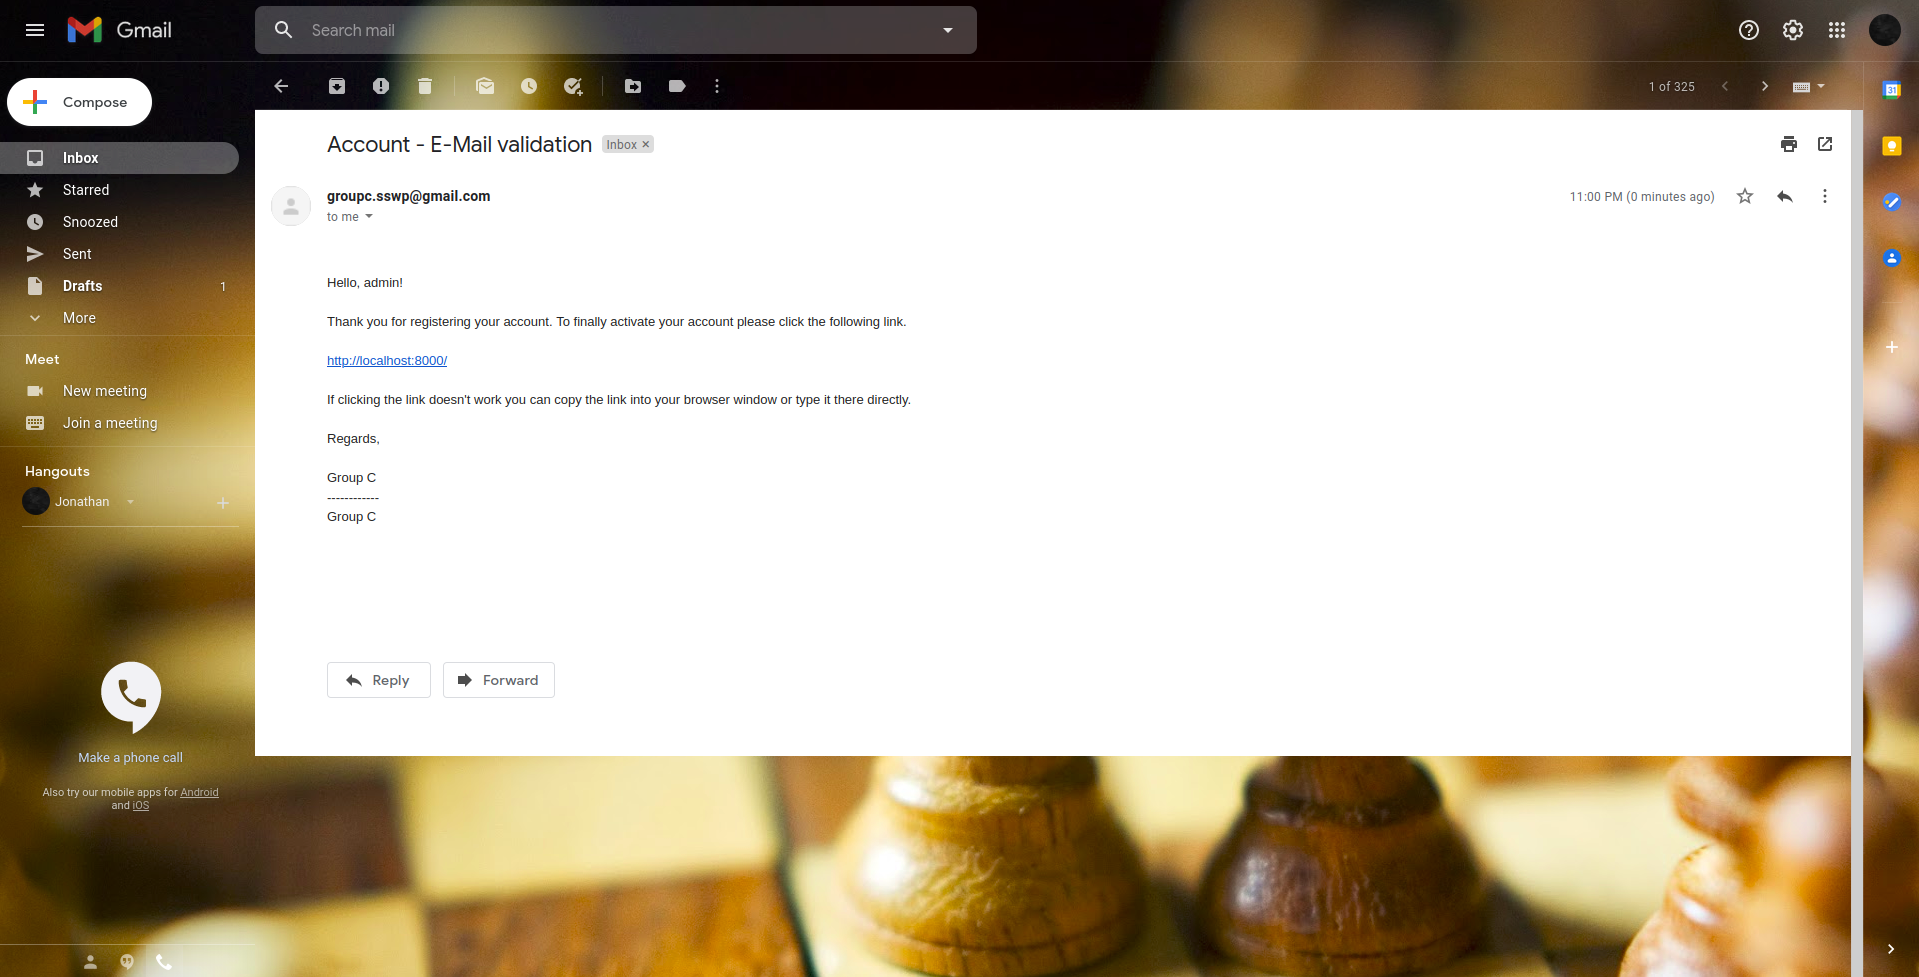 Gmail
Search mail
Compose
1 of 325
31
Inbox
Starred
Snoozed
Sent
Drafts 1
More
Meet
New meeting
Join a meeting
Hangouts
Jonathan
Make a phone call
Also try our mobile apps for Android
and iOS
Account - E-Mail validation Inbox ×
groupc.sswp@gmail.com 11:00 PM (0 minutes ago)
to me
Hello, admin!
Thank you for registering your account. To finally activate your account please click the following link.
http://localhost:8000/
If clicking the link doesn't work you can copy the link into your browser window or type it there directly.
Regards,
Group C
------------
Group C
Reply Forward